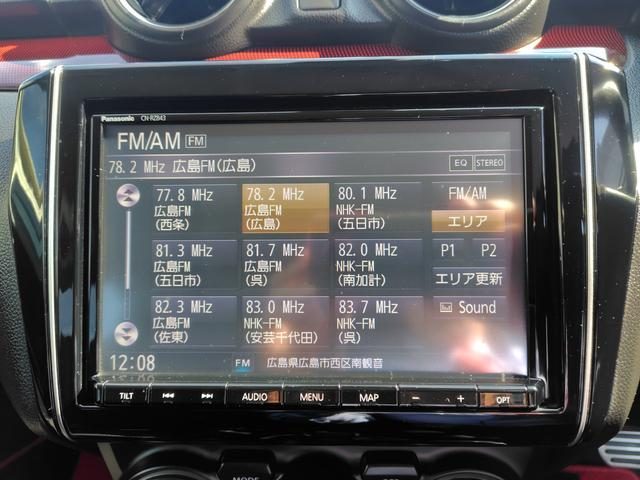 Panasonic CN-RZ843
FM/AM FM
78.2 MHz 広島FM(広島)
EQ STEREO
77.8 MHz 広島FM (西条)
78.2 MHz 広島FM (広島)
80.1 MHz NHK-FM (五日市)
FM/AM
エリア
81.3 MHz 広島FM (五日市)
81.7 MHz 広島FM (呉)
82.0 MHz NHK-FM (南加計)
P1 P2
エリア更新
82.3 MHz 広島FM (佐東)
83.0 MHz NHK-FM (安芸千代田)
83.7 MHz NHK-FM (呉)
Sound
12:08
FM 広島県広島市西区南観音
TILT AUDIO MENU MAP − + OPT
MODE